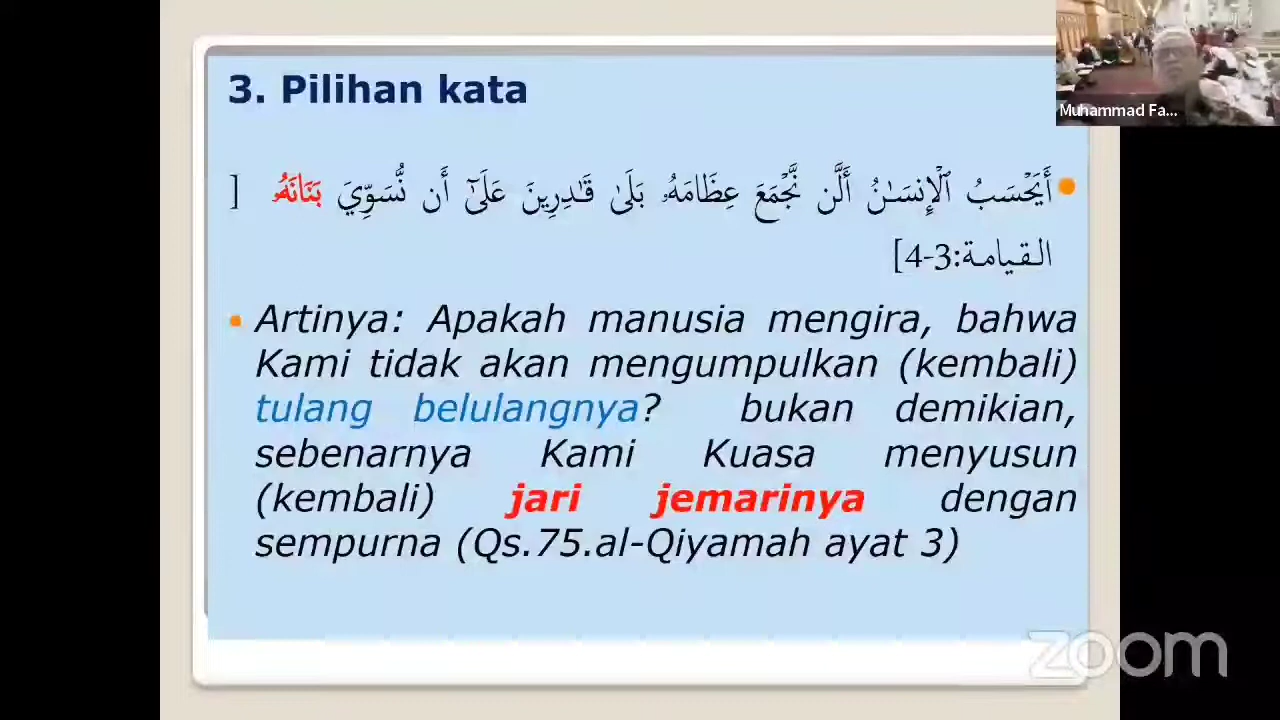 3. Pilihan kata
Muhammad Fa...
أَيَحْسَبُ ٱلْإِنسَـٰنُ أَلَّن نَّجْمَعَ عِظَامَهُۥ بَلَىٰ قَـٰدِرِينَ عَلَىٰٓ أَن نُّسَوِّيَ بَنَانَهُۥ [
القيامة:3-4]
Artinya: Apakah manusia mengira, bahwa
Kami tidak akan mengumpulkan (kembali)
tulang belulangnya? bukan demikian,
sebenarnya Kami Kuasa menyusun
(kembali) jari jemarinya dengan
sempurna (Qs.75.al-Qiyamah ayat 3)
zoom